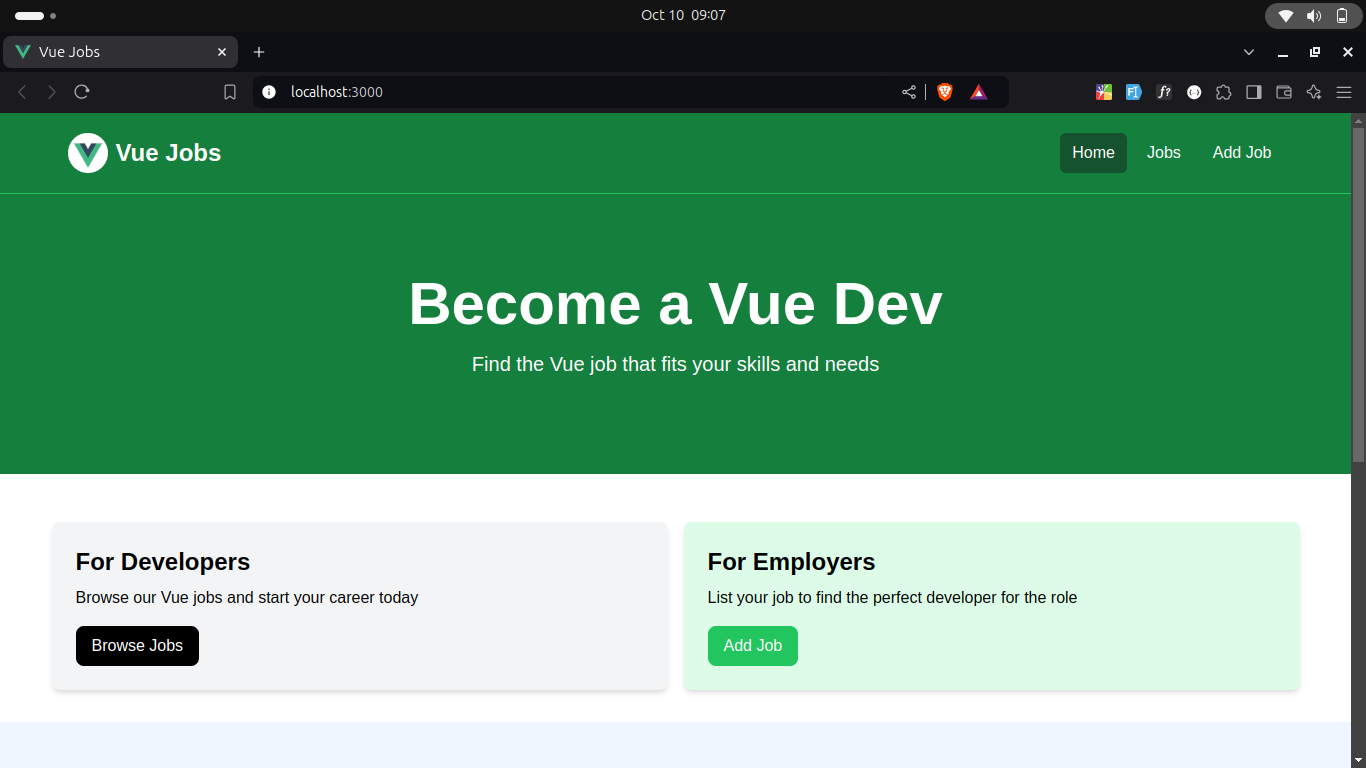 Oct 10 09:07
Vue Jobs
localhost:3000
Vue Jobs
Home
Jobs
Add Job
Become a Vue Dev
Find the Vue job that fits your skills and needs
For Developers
Browse our Vue jobs and start your career today
Browse Jobs
For Employers
List your job to find the perfect developer for the role
Add Job